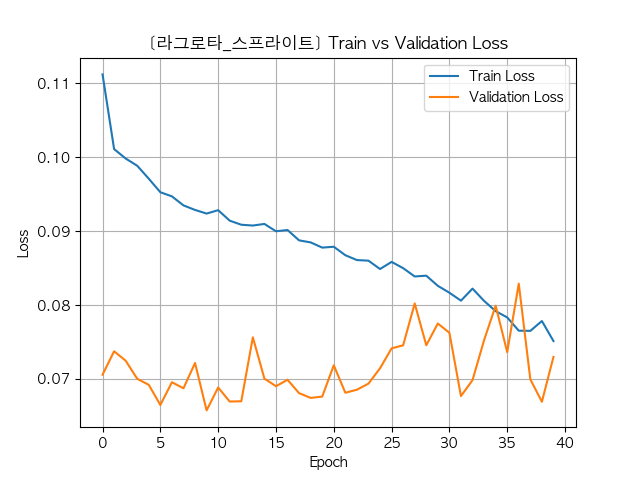 [라그로타_스프라이트] Train vs Validation Loss
Train Loss
Validation Loss
0.11
0.10
0.09
0.08
0.07
Loss
0 5 10 15 20 25 30 35 40
Epoch